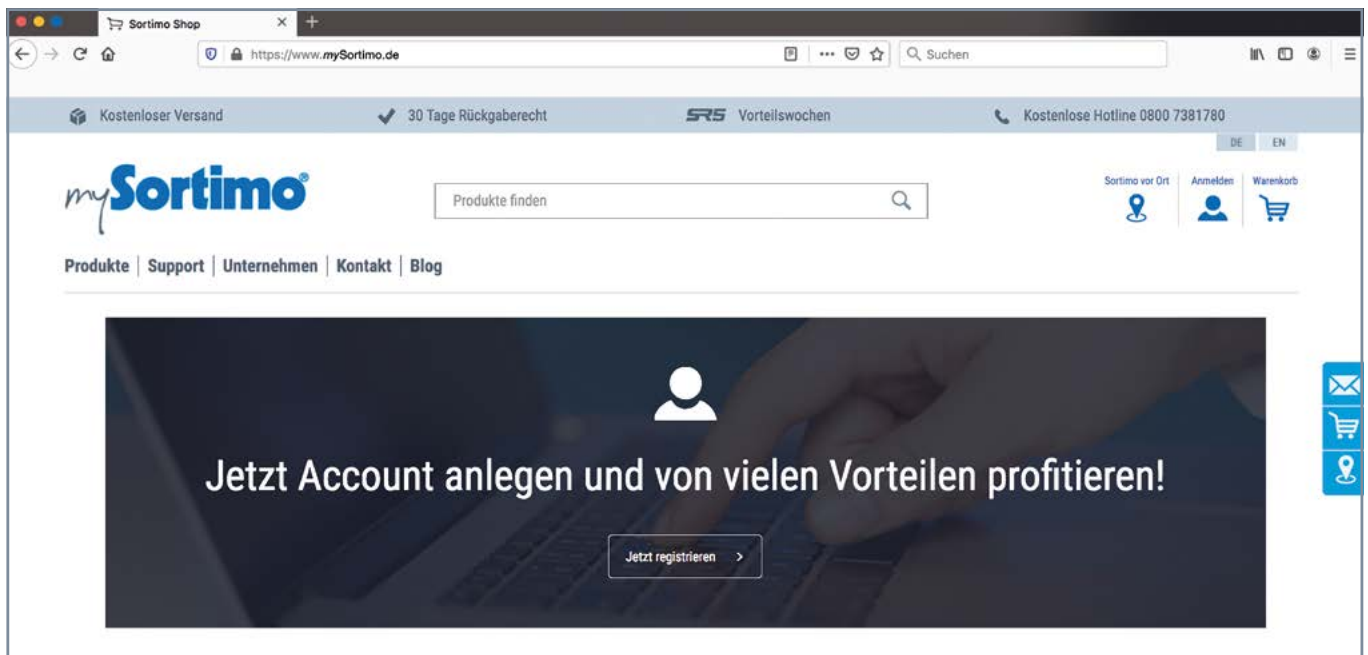 Sortimo Shop
https://www.mySortimo.de
Suchen
Kostenloser Versand
30 Tage Rückgaberecht
SR5 Vorteilswochen
Kostenlose Hotline 0800 7381780
DE EN
mySortimo®
Produkte finden
Sortimo vor Ort
Anmelden
Warenkorb
Produkte | Support | Unternehmen | Kontakt | Blog
Jetzt Account anlegen und von vielen Vorteilen profitieren!
Jetzt registrieren >